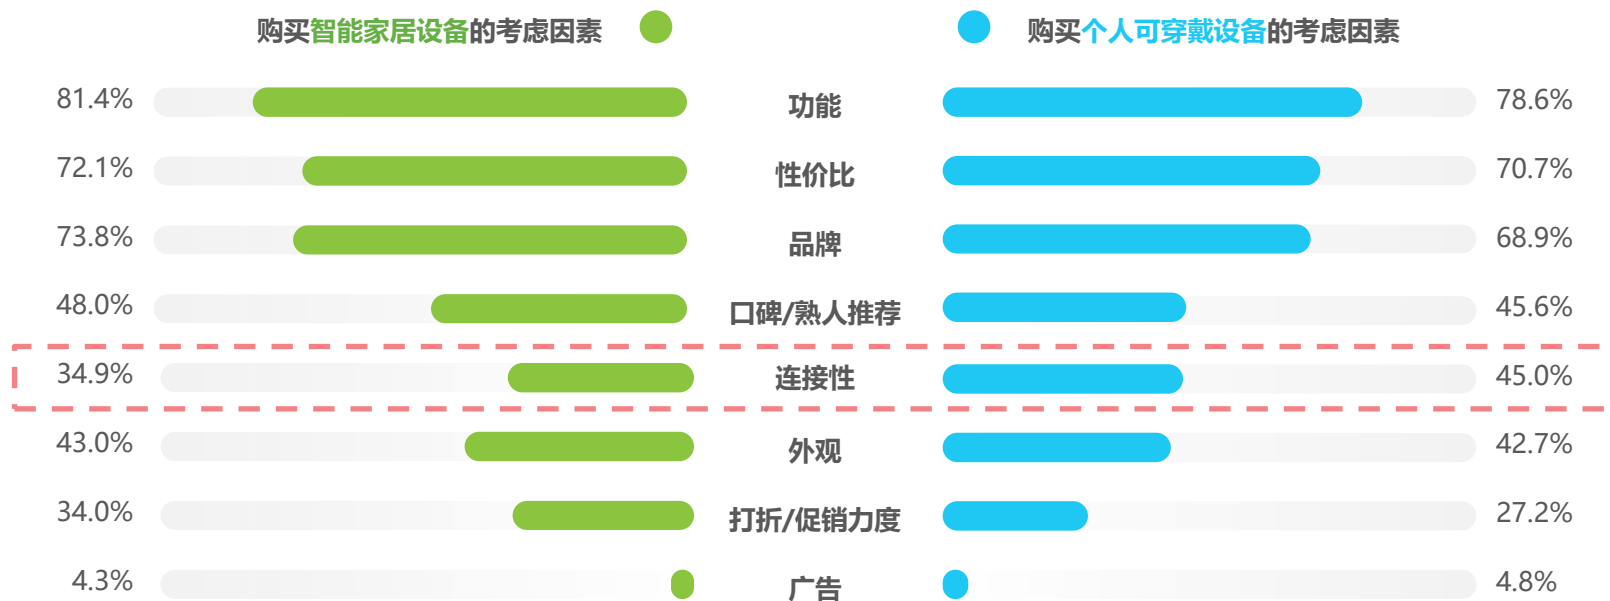 购买智能家居设备的考虑因素
购买个人可穿戴设备的考虑因素
81.4% 功能 78.6%
72.1% 性价比 70.7%
73.8% 品牌 68.9%
48.0% 口碑/熟人推荐 45.6%
34.9% 连接性 45.0%
43.0% 外观 42.7%
34.0% 打折/促销力度 27.2%
4.3% 广告 4.8%